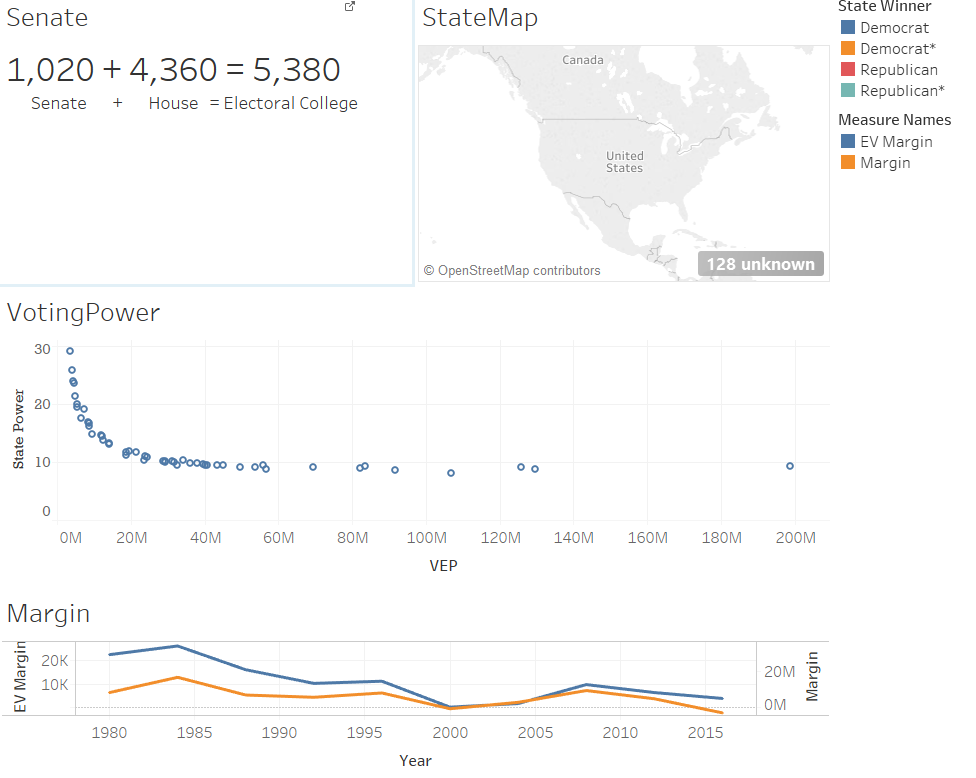 Senate
1,020 + 4,360 = 5,380
Senate + House = Electoral College
StateMap
Canada
United
States
© OpenStreetMap contributors
128 unknown
State Winner
Democrat
Democrat*
Republican
Republican*
Measure Names
EV Margin
Margin
VotingPower
State Power
30
20
10
0
0M 20M 40M 60M 80M 100M 120M 140M 160M 180M 200M
VEP
Margin
EV Margin
20K
10K
20M
0M
Margin
1980 1985 1990 1995 2000 2005 2010 2015
Year